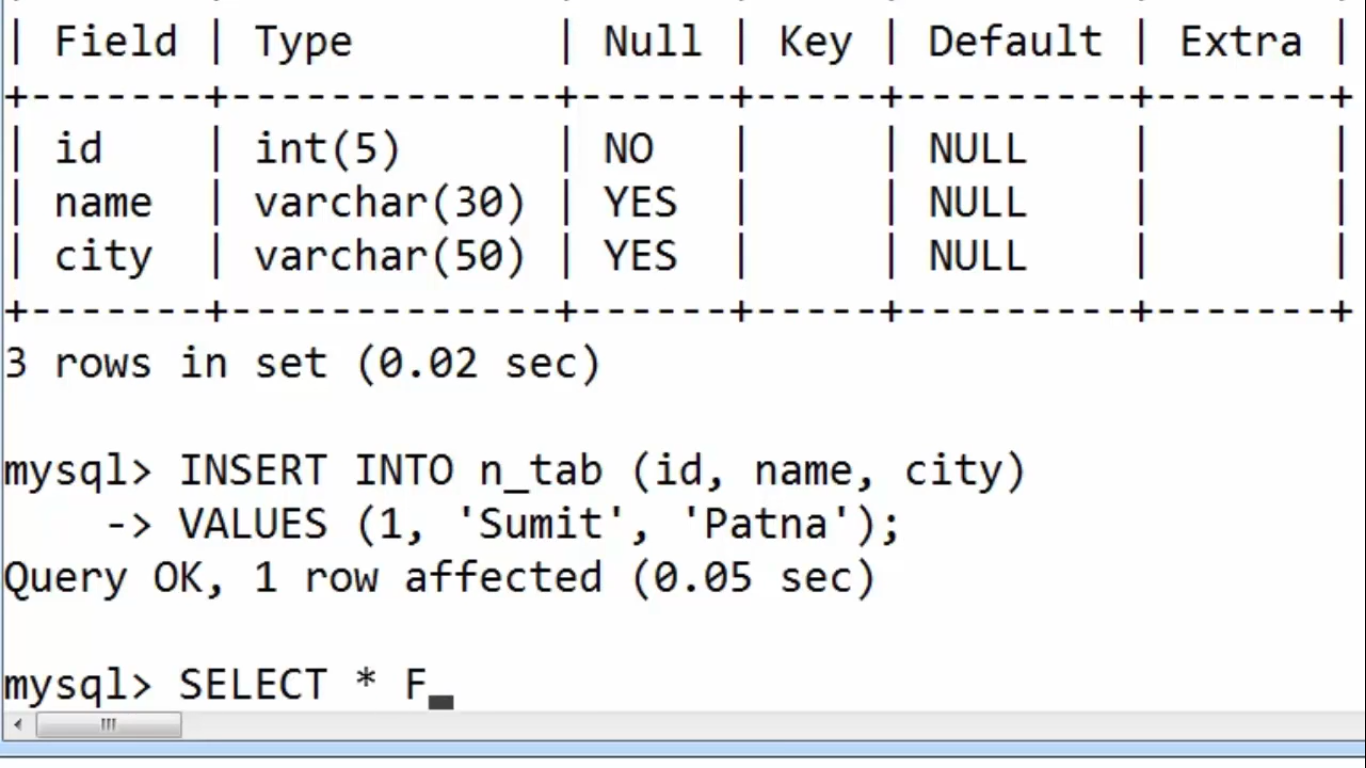 | Field | Type        | Null | Key | Default | Extra |
+-------+-------------+------+-----+---------+-------+
| id    | int(5)      | NO   |     | NULL    |       |
| name  | varchar(30) | YES  |     | NULL    |       |
| city  | varchar(50) | YES  |     | NULL    |       |
+-------+-------------+------+-----+---------+-------+
3 rows in set (0.02 sec)
mysql> INSERT INTO n_tab (id, name, city)
    -> VALUES (1, 'Sumit', 'Patna');
Query OK, 1 row affected (0.05 sec)
mysql> SELECT * F_